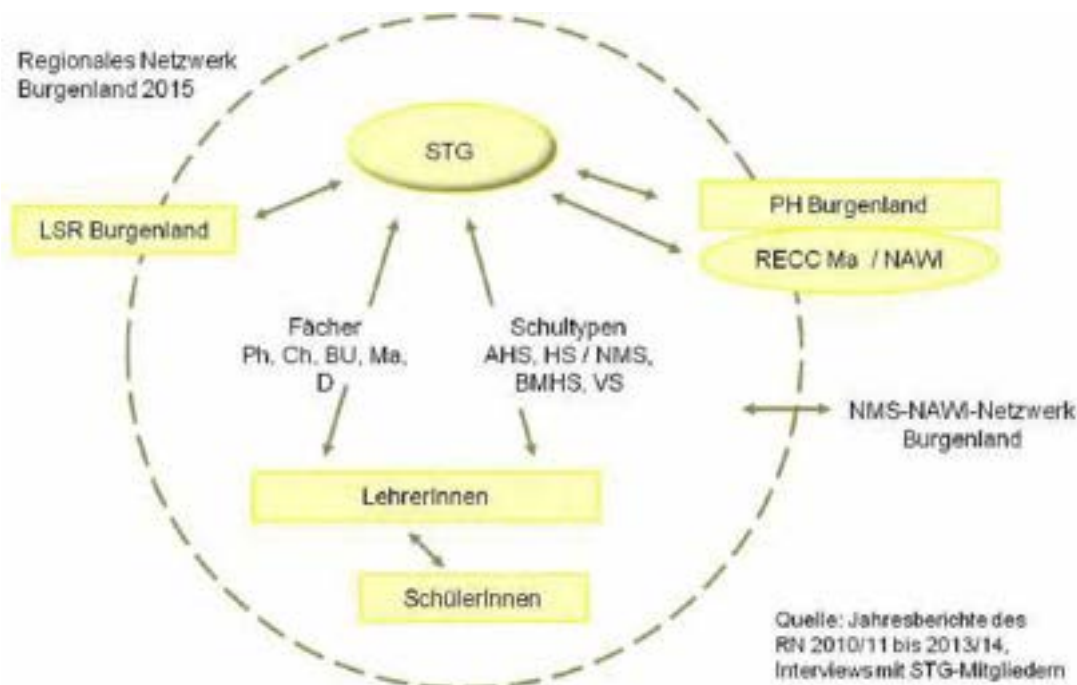 Regionales Netzwerk
Burgenland 2015
STG
LSR Burgenland
PH Burgenland
RECC Ma / NAWI
Fächer
Ph, Ch, BU, Ma,
D
Schultypen
AHS, HS / NMS,
BMHS, VS
NMS-NAWI-Netzwerk
Burgenland
LehrerInnen
SchülerInnen
Quelle: Jahresberichte des
RN 2010/11 bis 2013/14,
Interviews mit STG-Mitgliedern